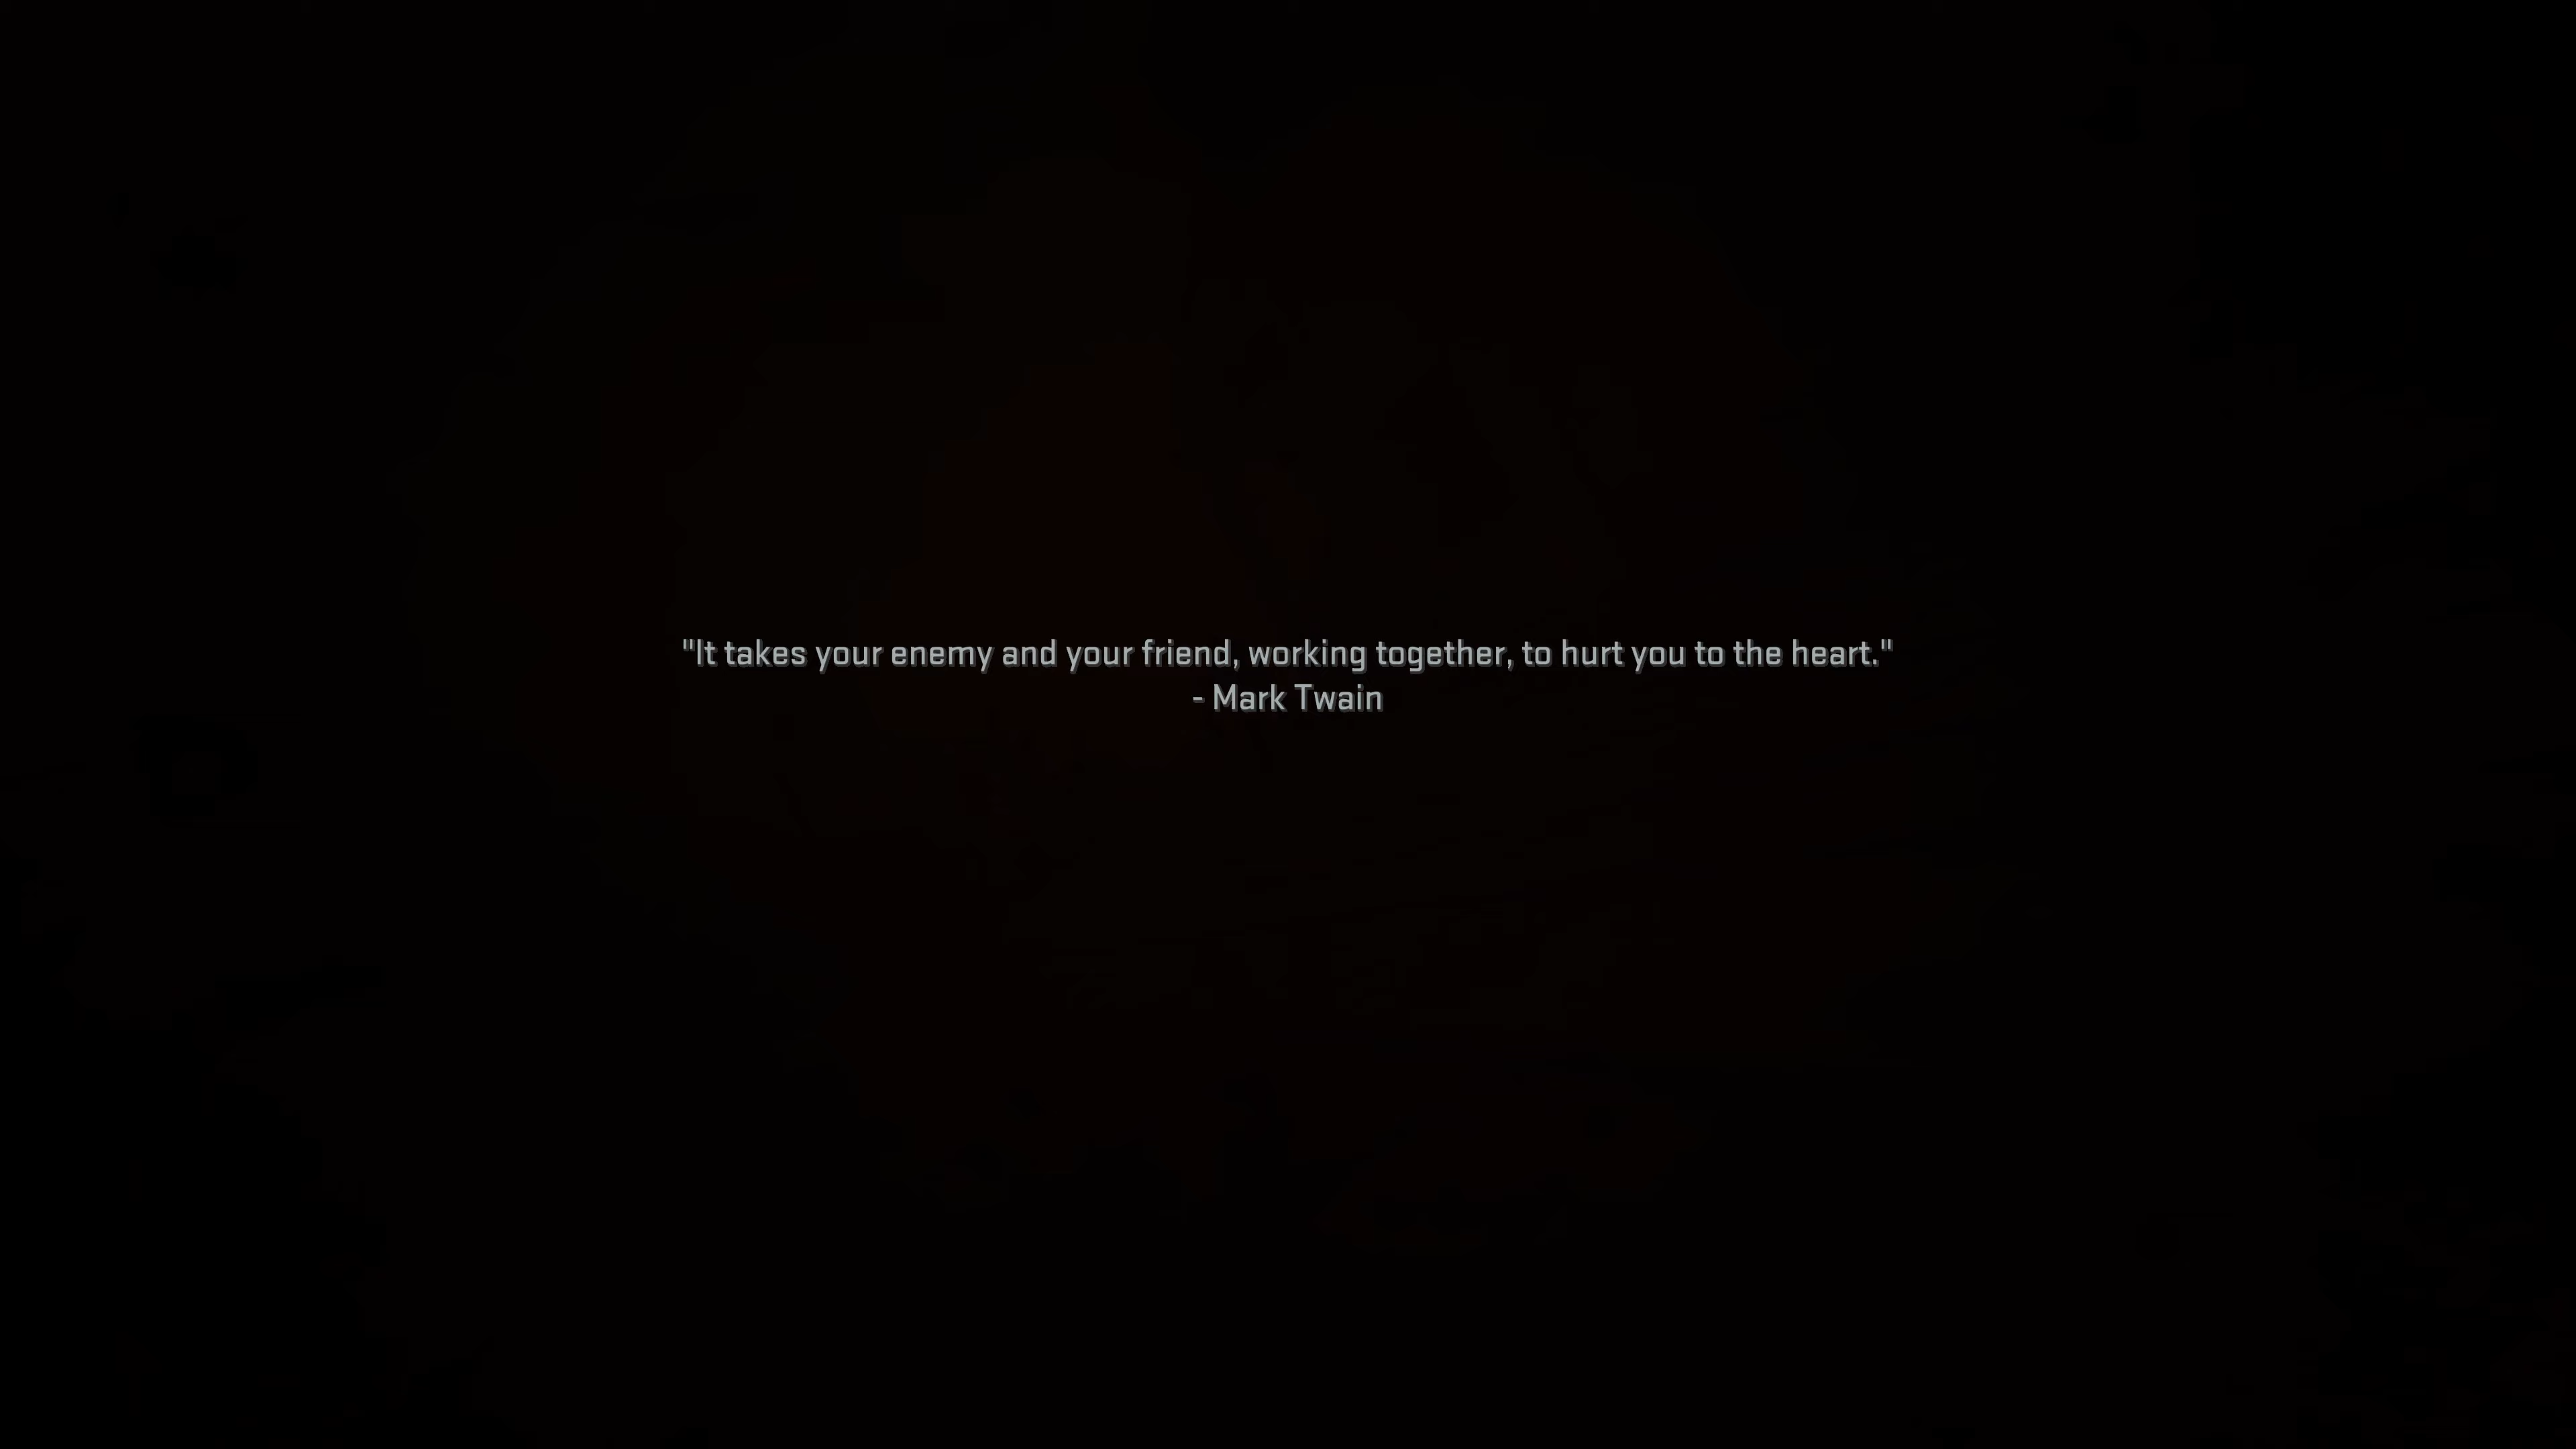 "It takes your enemy and your friend, working together, to hurt you to the heart."
- Mark Twain